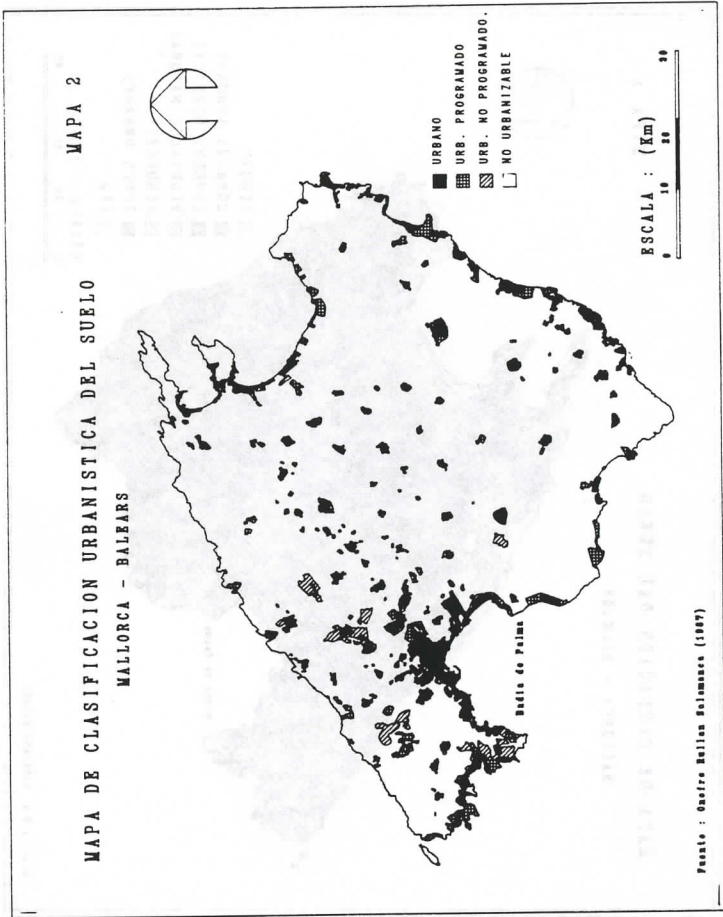 MAPA 2
MAPA DE CLASIFICACION URBANISTICA DEL SUELO
MALLORCA - BALEARS
URBANO
URB. PROGRAMADO
URB. NO PROGRAMADO.
NO URBANIZABLE
Badia de Palma
ESCALA : (Km)
0 10 20 30
Fuente : Onofre Rullan Salamanca (1987)